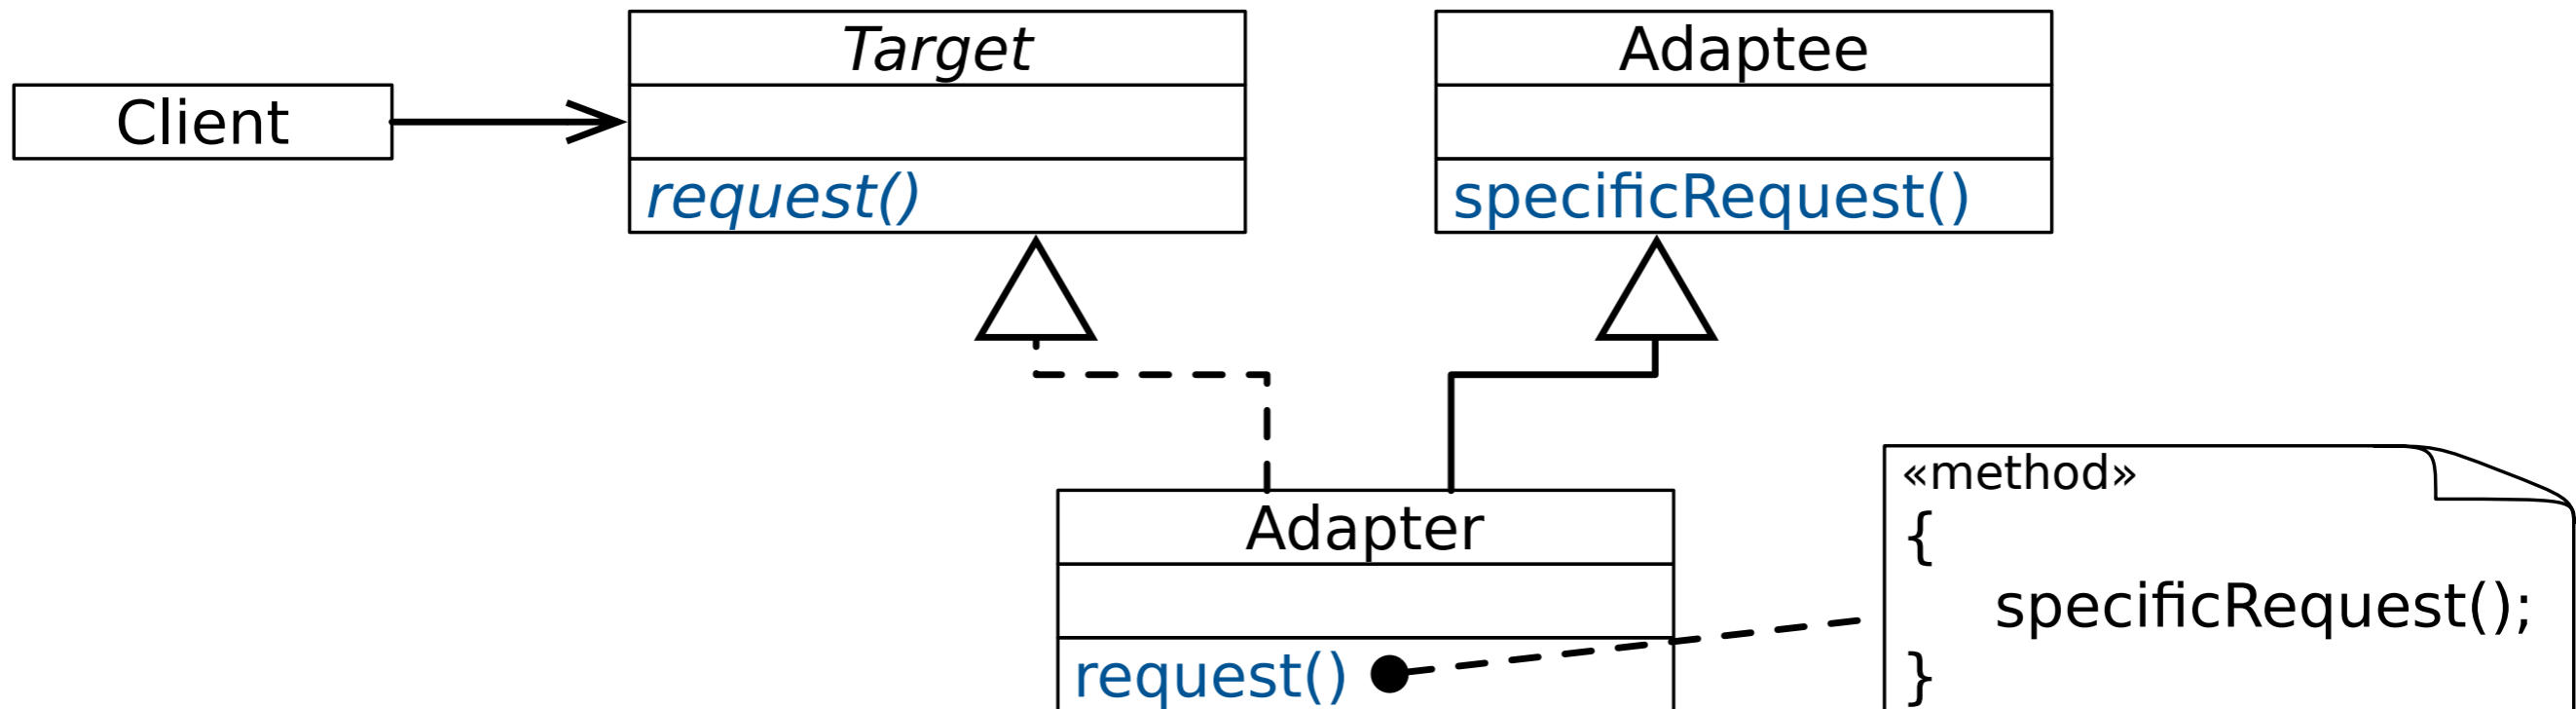 Target
Adaptee
Client
request()
specificRequest()
Adapter
request()
«method»
{
specificRequest();
}